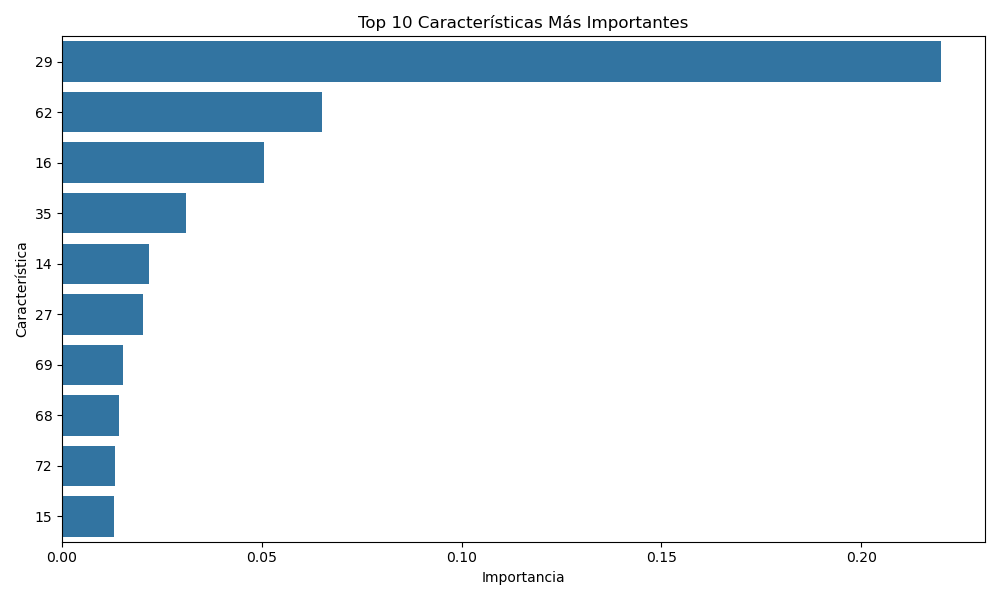 Top 10 Características Más Importantes
Característica
29
62
16
35
14
27
69
68
72
15
0.00 0.05 0.10 0.15 0.20
Importancia